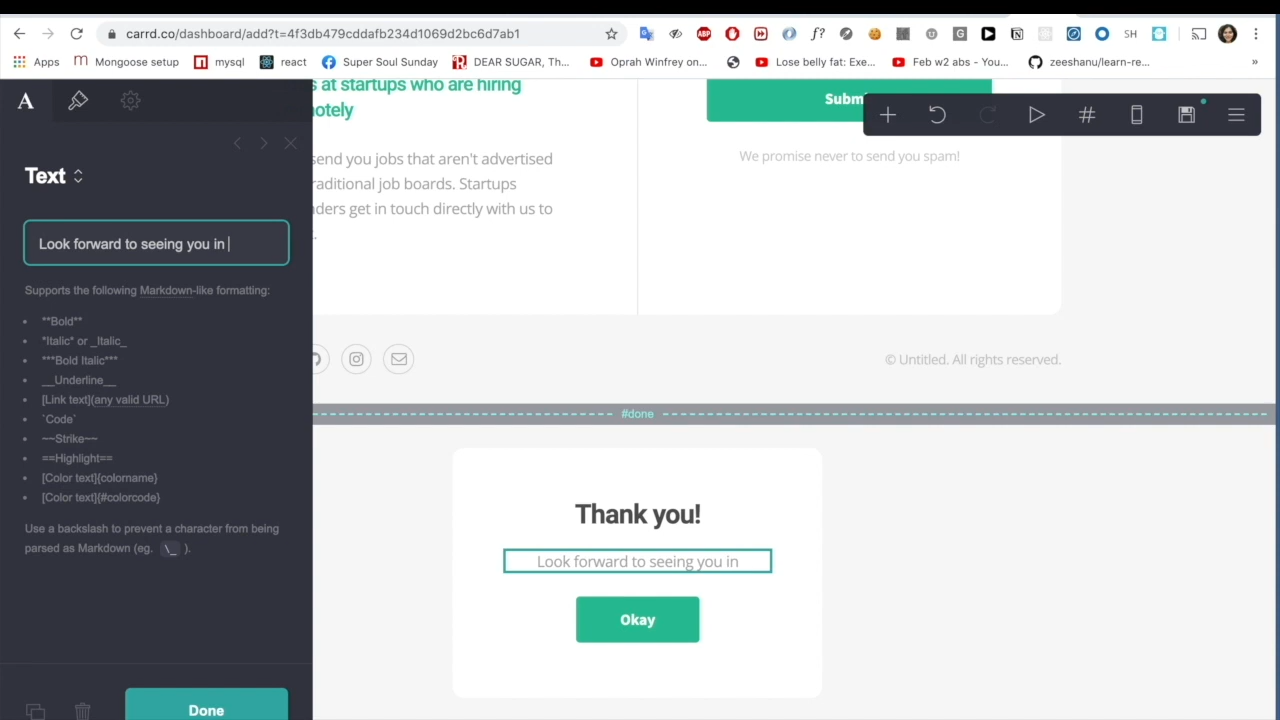 carrd.co/dashboard/add?t=4f3db479cddafb234d1069d2bc6d7ab1
ABP
f?
G
SH
Apps
Mongoose setup
mysql
react
Super Soul Sunday
DEAR SUGAR, Th...
Oprah Winfrey on...
Lose belly fat: Exe...
Feb w2 abs - You...
zeeshanu/learn-re...
»
A
Text
Look forward to seeing you in
Supports the following Markdown-like formatting:
**Bold**
*Italic* or _Italic_
***Bold Italic***
__Underline__
[Link text](any valid URL)
`Code`
~~Strike~~
==Highlight==
[Color text]{colorname}
[Color text]{#colorcode}
Use a backslash to prevent a character from being
parsed as Markdown (eg. \_ ).
Done
s at startups who are hiring
notely
send you jobs that aren't advertised
raditional job boards. Startups
nders get in touch directly with us to
Subm
We promise never to send you spam!
© Untitled. All rights reserved.
#done
Thank you!
Look forward to seeing you in
Okay